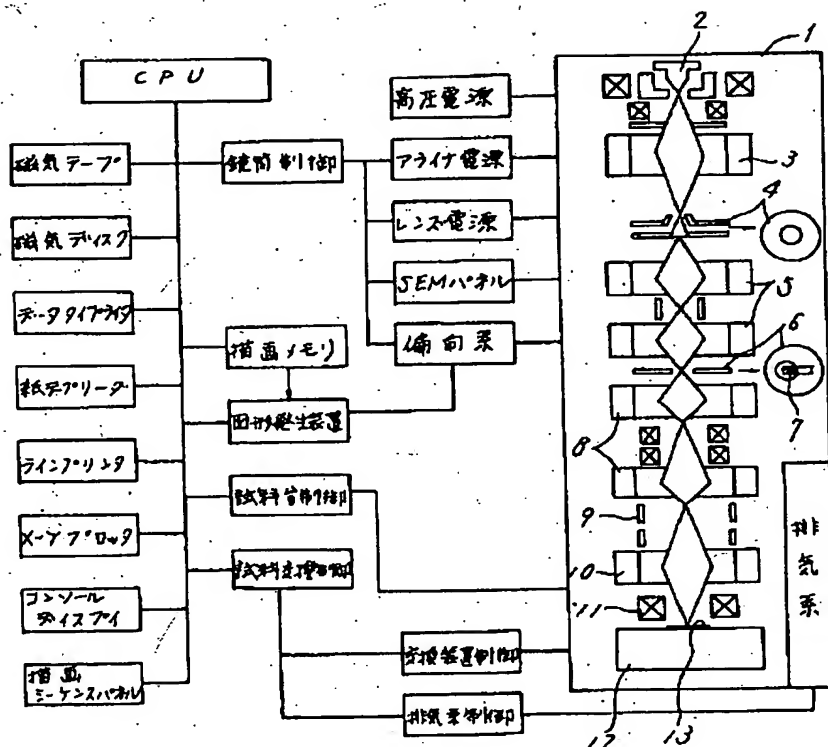 CPU
磁気テープ
磁気ディスク
データタイプライタ
紙テプリーダ
ラインプリンタ
X-Yプロッタ
コンソール
ディスプイ
描画
シーケンスパネル
鏡筒制御
描画メモリ
図形発生装置
試料台制御
試料交換制御
高圧電源
アライナ電源
レンズ電源
SEMパネル
偏向系
交換装置制御
排気系制御
排気系
1
2
3
4
5
6
7
8
9
10
11
12
13